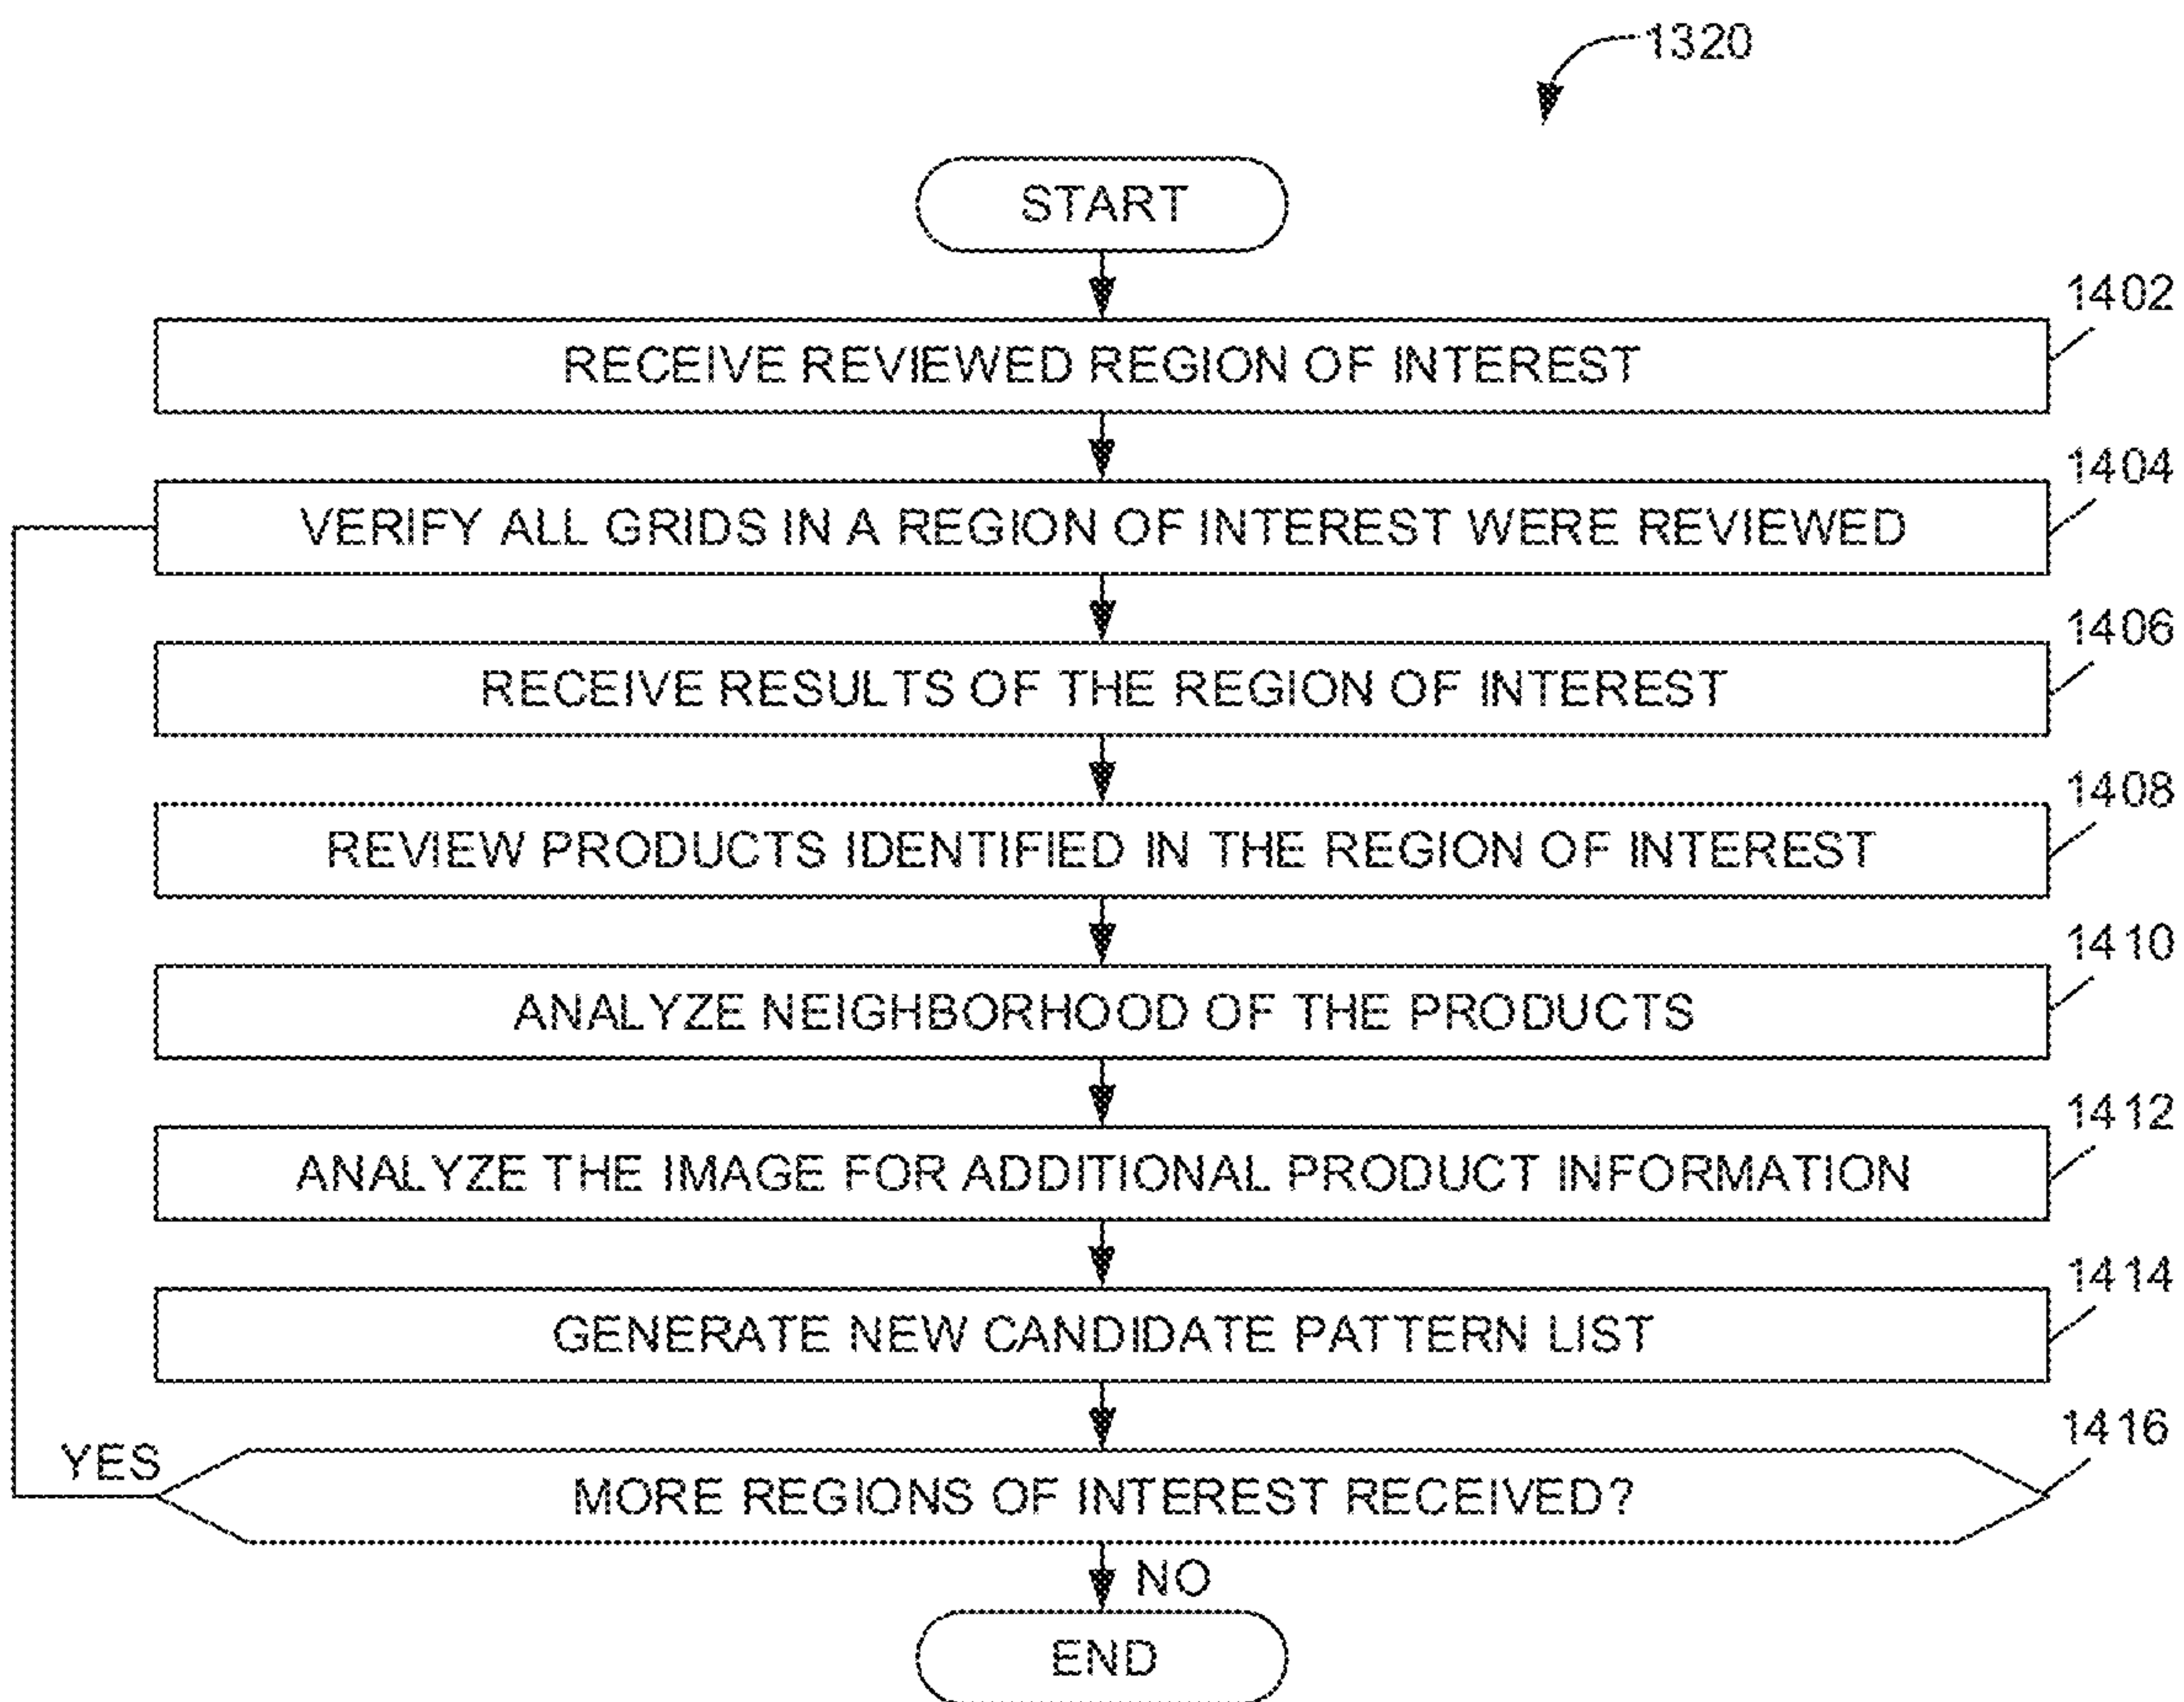 1320
START
1402
RECEIVE REVIEWED REGION OF INTEREST
1404
VERIFY ALL GRIDS IN A REGION OF INTEREST WERE REVIEWED
1406
RECEIVE RESULTS OF THE REGION OF INTEREST
1408
REVIEW PRODUCTS IDENTIFIED IN THE REGION OF INTEREST
1410
ANALYZE NEIGHBORHOOD OF THE PRODUCTS
1412
ANALYZE THE IMAGE FOR ADDITIONAL PRODUCT INFORMATION
1414
GENERATE NEW CANDIDATE PATTERN LIST
1416
YES
MORE REGIONS OF INTEREST RECEIVED?
NO
END